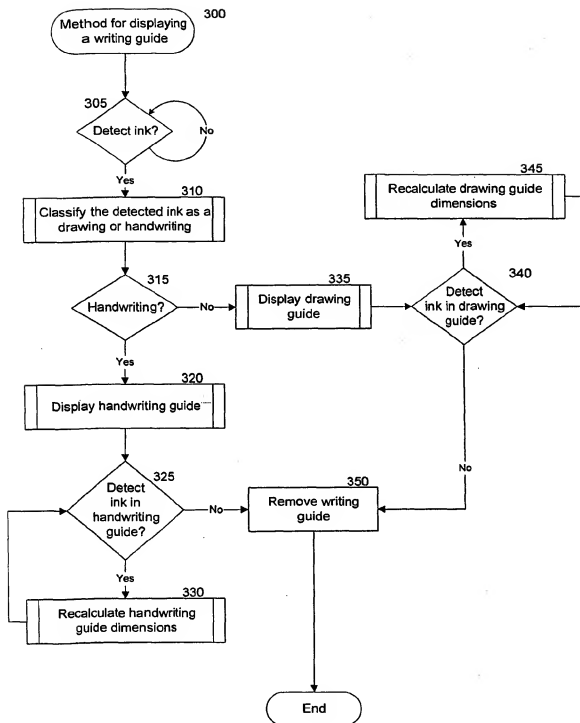 Method for displaying
a writing guide
300
305
Detect ink?
No
Yes
310
Classify the detected ink as a
drawing or handwriting
315
Handwriting?
No
335
Display drawing
guide
345
Recalculate drawing guide
dimensions
Yes
340
Detect
ink in drawing
guide?
Yes
320
Display handwriting guide
325
Detect
ink in
handwriting
guide?
No
350
Remove writing
guide
No
Yes
330
Recalculate handwriting
guide dimensions
End